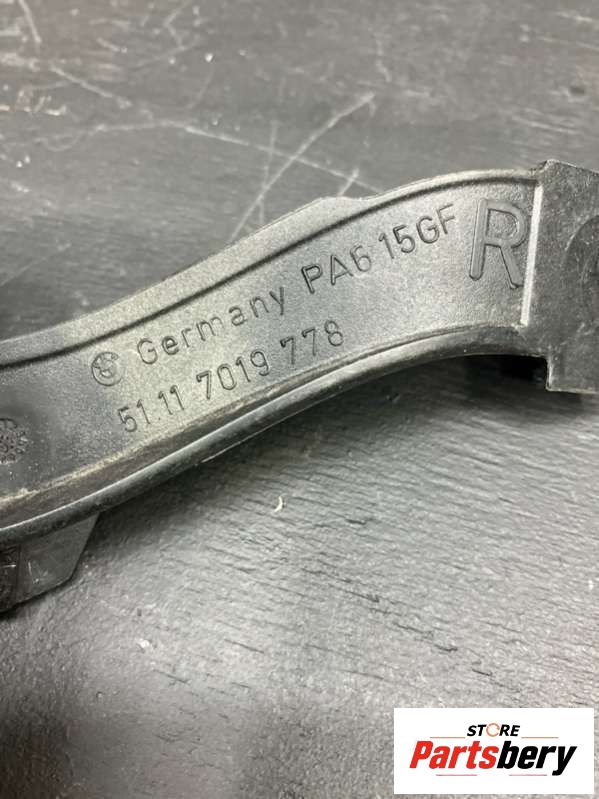 Germany PA6 15GF R
51.11 7019 778
STORE
Partsbery